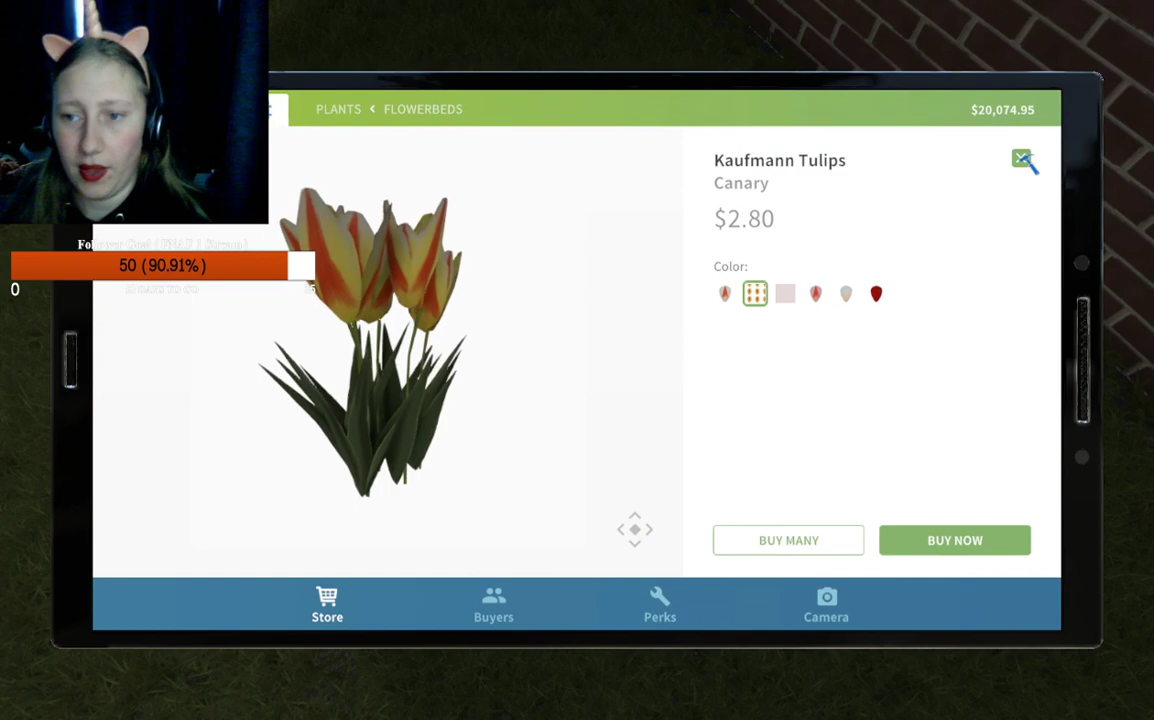 PLANTS < FLOWERBEDS
$20,074.95
Kaufmann Tulips
Canary
$2.80
Color:
50 (90.91%)
0
BUY MANY
BUY NOW
Store
Buyers
Perks
Camera